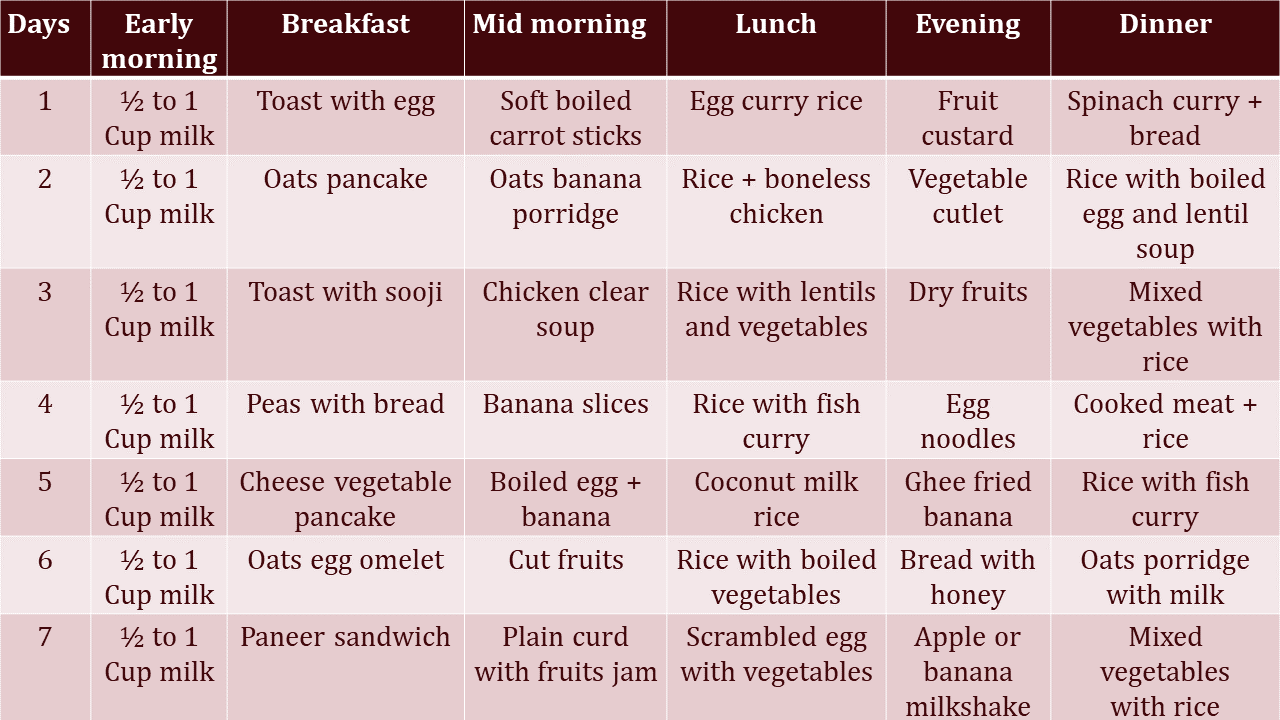 Days Early morning Breakfast Mid morning Lunch Evening Dinner
1 ½ to 1 Cup milk Toast with egg Soft boiled carrot sticks Egg curry rice Fruit custard Spinach curry + bread
2 ½ to 1 Cup milk Oats pancake Oats banana porridge Rice + boneless chicken Vegetable cutlet Rice with boiled egg and lentil soup
3 ½ to 1 Cup milk Toast with sooji Chicken clear soup Rice with lentils and vegetables Dry fruits Mixed vegetables with rice
4 ½ to 1 Cup milk Peas with bread Banana slices Rice with fish curry Egg noodles Cooked meat + rice
5 ½ to 1 Cup milk Cheese vegetable pancake Boiled egg + banana Coconut milk rice Ghee fried banana Rice with fish curry
6 ½ to 1 Cup milk Oats egg omelet Cut fruits Rice with boiled vegetables Bread with honey Oats porridge with milk
7 ½ to 1 Cup milk Paneer sandwich Plain curd with fruits jam Scrambled egg with vegetables Apple or banana milkshake Mixed vegetables with rice